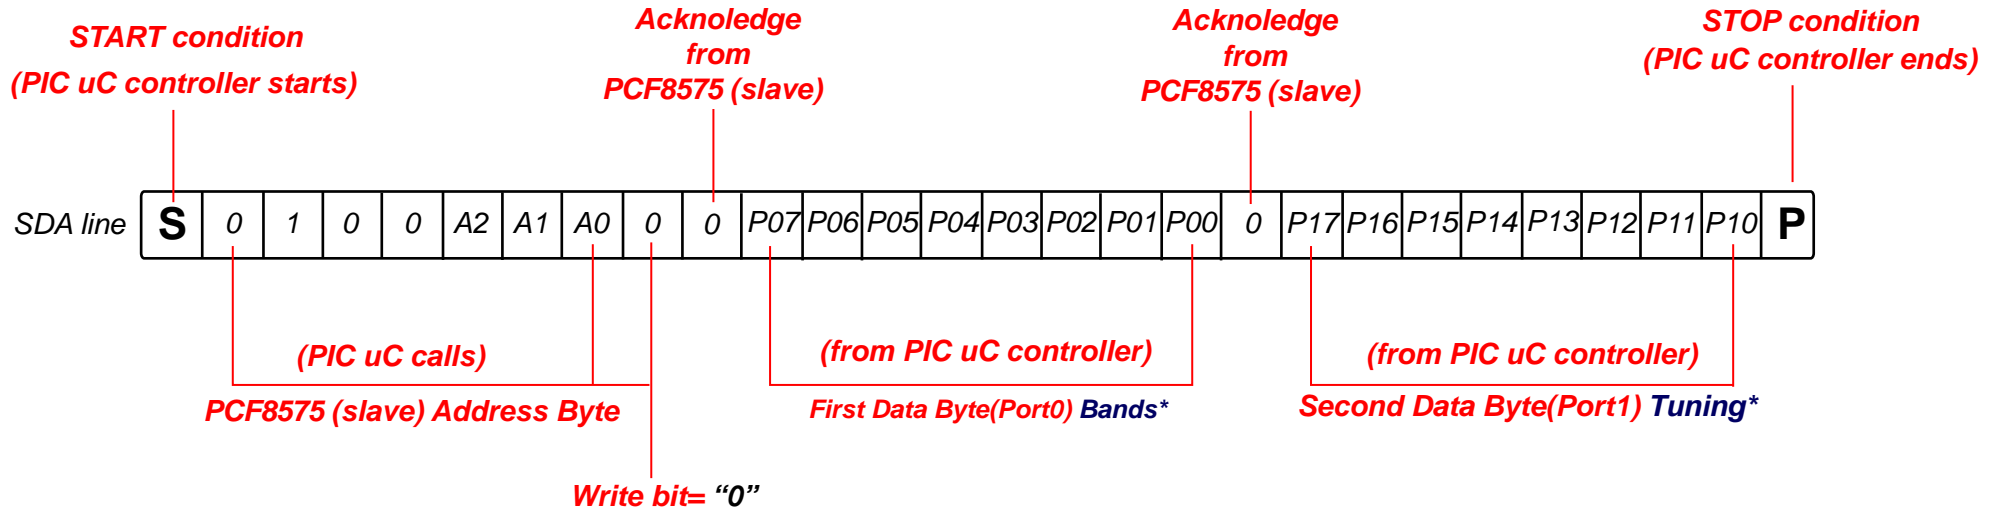 START condition
(PIC uC controller starts)
Acknoledge
from
PCF8575 (slave)
Acknoledge
from
PCF8575 (slave)
STOP condition
(PIC uC controller ends)
SDA line S 0 1 0 0 A2 A1 A0 0 0 P07 P06 P05 P04 P03 P02 P01 P00 0 P17 P16 P15 P14 P13 P12 P11 P10 P
(PIC uC calls)
PCF8575 (slave) Address Byte
(from PIC uC controller)
First Data Byte(Port0) Bands*
(from PIC uC controller)
Second Data Byte(Port1) Tuning*
Write bit= “0”